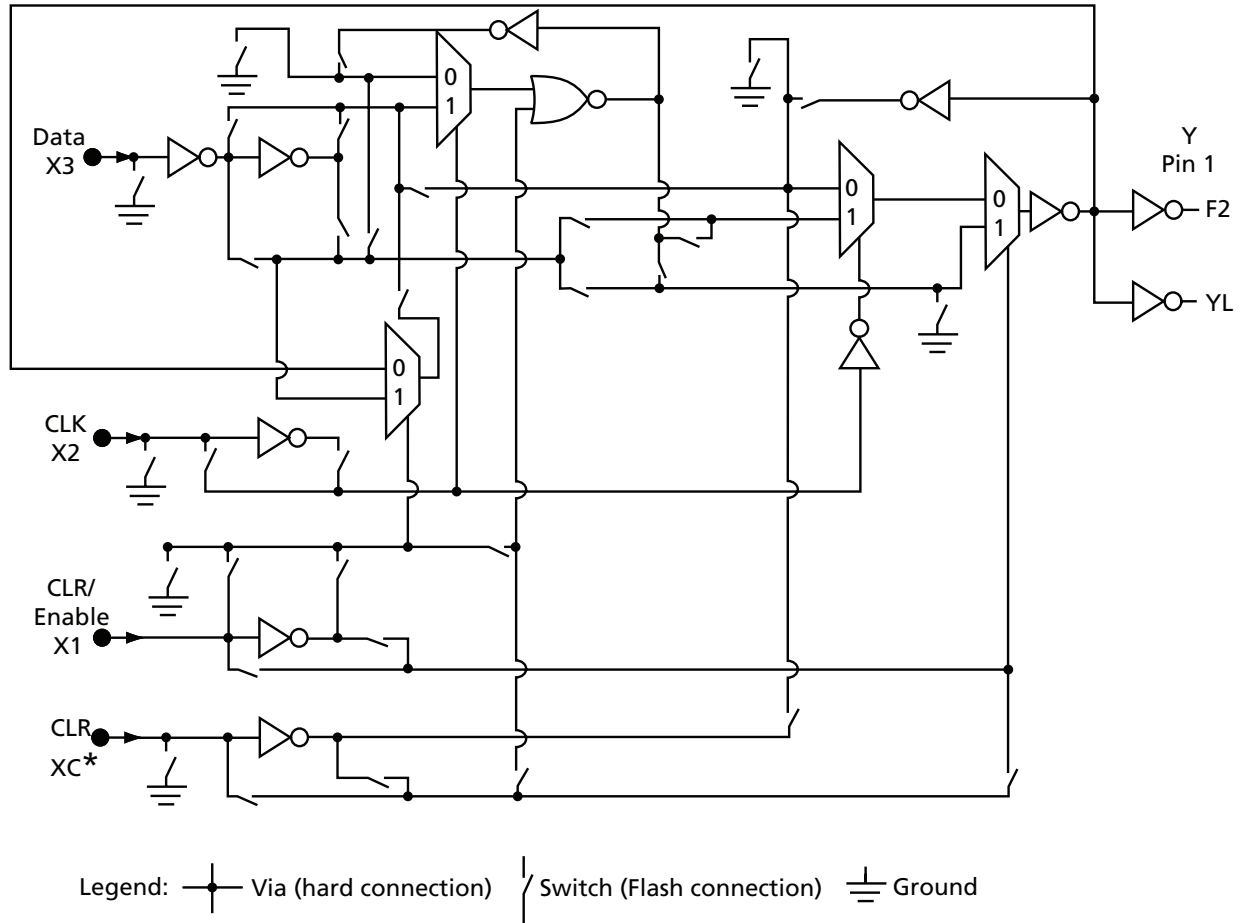 0
1
Data
X3
0
1
0
1
Y
Pin 1
F2
YL
0
1
CLK
X2
CLR/
Enable
X1
CLR
XC*
Legend: Via (hard connection) Switch (Flash connection) Ground